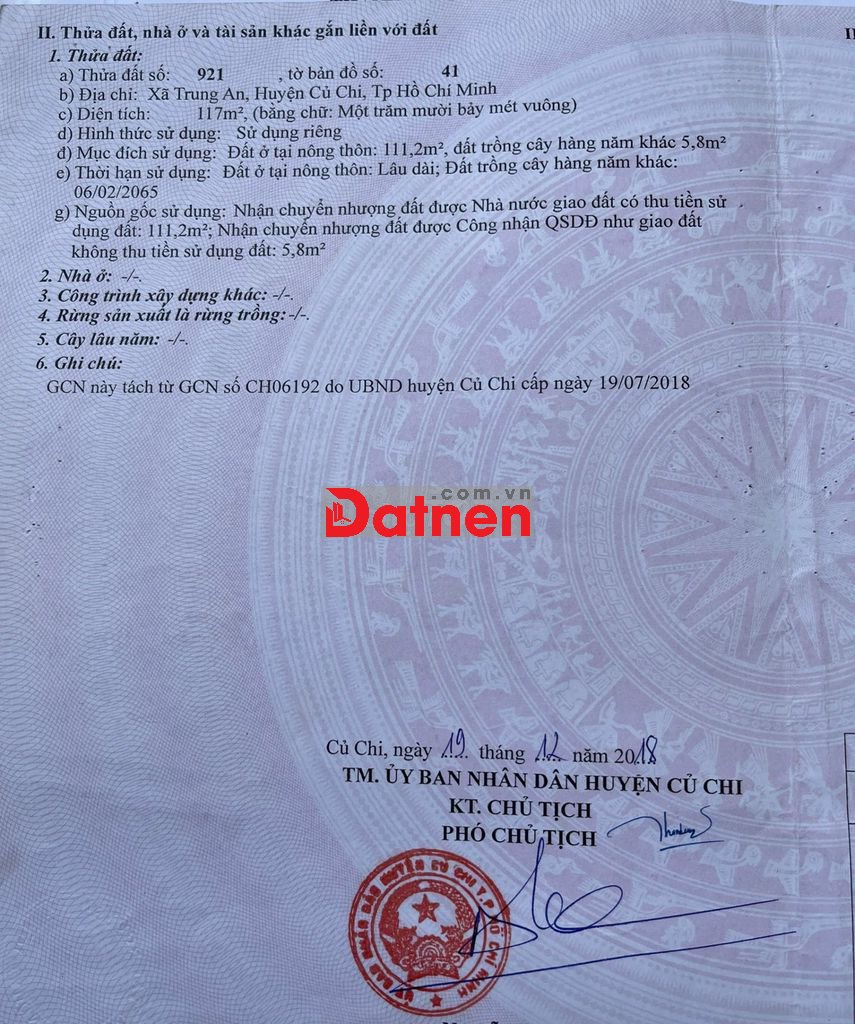 II. Thửa đất, nhà ở và tài sản khác gắn liền với đất
1. Thửa đất:
a) Thửa đất số: 921 , tờ bản đồ số: 41
b) Địa chỉ: Xã Trung An, Huyện Củ Chi, Tp Hồ Chí Minh
c) Diện tích: 117m², (bằng chữ: Một trăm mười bảy mét vuông)
d) Hình thức sử dụng: Sử dụng riêng
đ) Mục đích sử dụng: Đất ở tại nông thôn: 111,2m², đất trồng cây hàng năm khác 5,8m²
e) Thời hạn sử dụng: Đất ở tại nông thôn: Lâu dài; Đất trồng cây hàng năm khác:
06/02/2065
g) Nguồn gốc sử dụng: Nhận chuyển nhượng đất được Nhà nước giao đất có thu tiền sử
dụng đất: 111,2m²; Nhận chuyển nhượng đất được Công nhận QSDĐ như giao đất
không thu tiền sử dụng đất: 5,8m²
2. Nhà ở: -/-.
3. Công trình xây dựng khác: -/-.
4. Rừng sản xuất là rừng trồng: -/-.
5. Cây lâu năm: -/-.
6. Ghi chú:
GCN này tách từ GCN số CH06192 do UBND huyện Củ Chi cấp ngày 19/07/2018
.com.vn
Datnen
Củ Chi, ngày 19 tháng 12 năm 2018
TM. ỦY BAN NHÂN DÂN HUYỆN CỦ CHI
KT. CHỦ TỊCH
PHÓ CHỦ TỊCH
ỦY BAN NHÂN DÂN HUYỆN CỦ CHI T.P HỒ CHÍ MINH